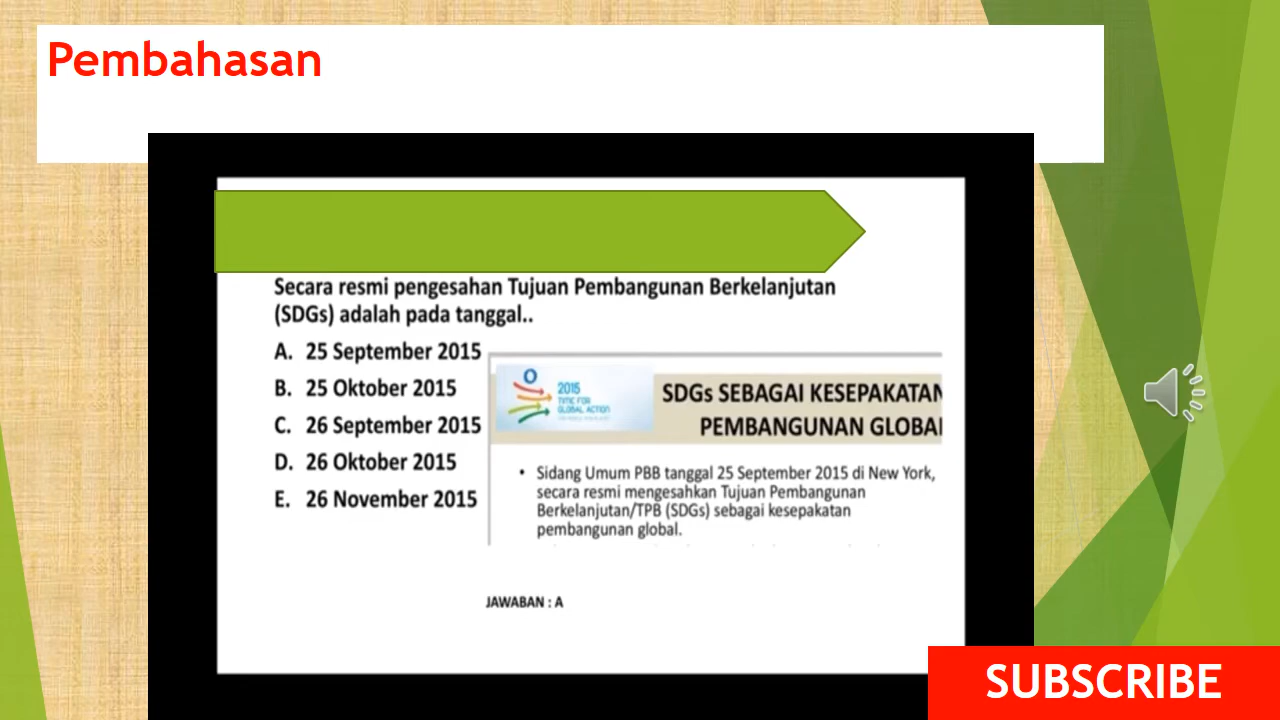 Pembahasan
Secara resmi pengesahan Tujuan Pembangunan Berkelanjutan
(SDGs) adalah pada tanggal..
A. 25 September 2015
B. 25 Oktober 2015
C. 26 September 2015
D. 26 Oktober 2015
E. 26 November 2015
2015
TIME FOR
GLOBAL ACTION
SDGs SEBAGAI KESEPAKATAN
PEMBANGUNAN GLOBAL
• Sidang Umum PBB tanggal 25 September 2015 di New York,
secara resmi mengesahkan Tujuan Pembangunan
Berkelanjutan/TPB (SDGs) sebagai kesepakatan
pembangunan global.
JAWABAN : A
SUBSCRIBE